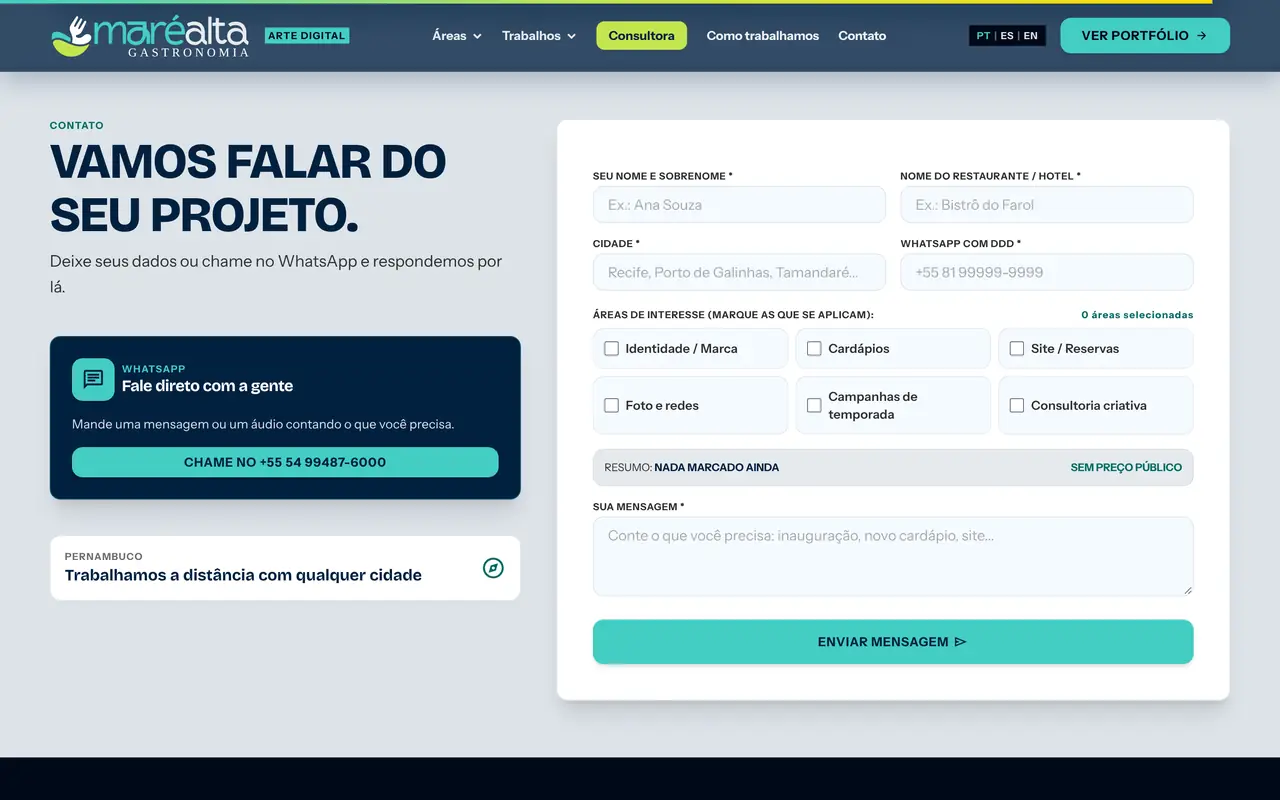 maréalta
GASTRONOMIA
ARTE DIGITAL
Áreas
Trabalhos
Consultora
Como trabalhamos
Contato
PT | ES | EN
VER PORTFÓLIO →
CONTATO
VAMOS FALAR DO
SEU PROJETO.
Deixe seus dados ou chame no WhatsApp e respondemos por
lá.
WHATSAPP
Fale direto com a gente
Mande uma mensagem ou um áudio contando o que você precisa.
CHAME NO +55 54 99487-6000
PERNAMBUCO
Trabalhamos a distância com qualquer cidade
SEU NOME E SOBRENOME *
Ex.: Ana Souza
NOME DO RESTAURANTE / HOTEL *
Ex.: Bistrô do Farol
CIDADE *
Recife, Porto de Galinhas, Tamandaré...
WHATSAPP COM DDD *
+55 81 99999-9999
ÁREAS DE INTERESSE (MARQUE AS QUE SE APLICAM):
0 áreas selecionadas
Identidade / Marca
Cardápios
Site / Reservas
Foto e redes
Campanhas de
temporada
Consultoria criativa
RESUMO: NADA MARCADO AINDA
SEM PREÇO PÚBLICO
SUA MENSAGEM *
Conte o que você precisa: inauguração, novo cardápio, site...
ENVIAR MENSAGEM